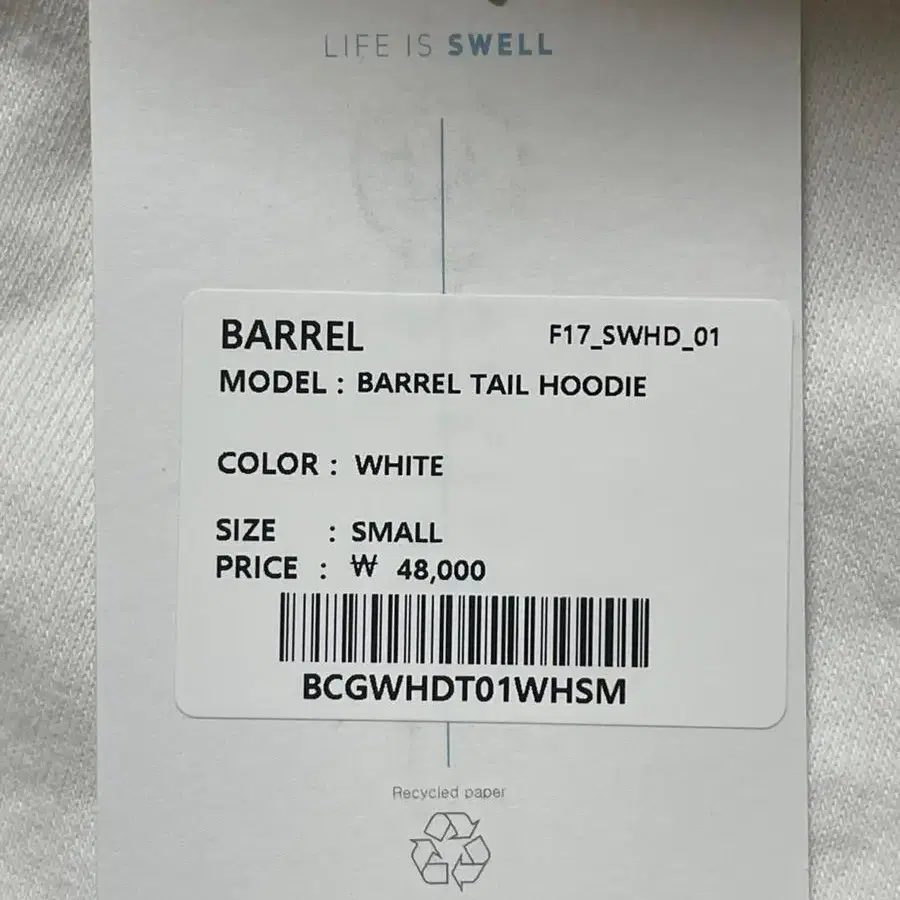 LIFE IS SWELL
BARREL F17_SWHD_01
MODEL : BARREL TAIL HOODIE
COLOR : WHITE
SIZE : SMALL
PRICE : ₩ 48,000
BCGWHDT01WHSM
Recycled paper